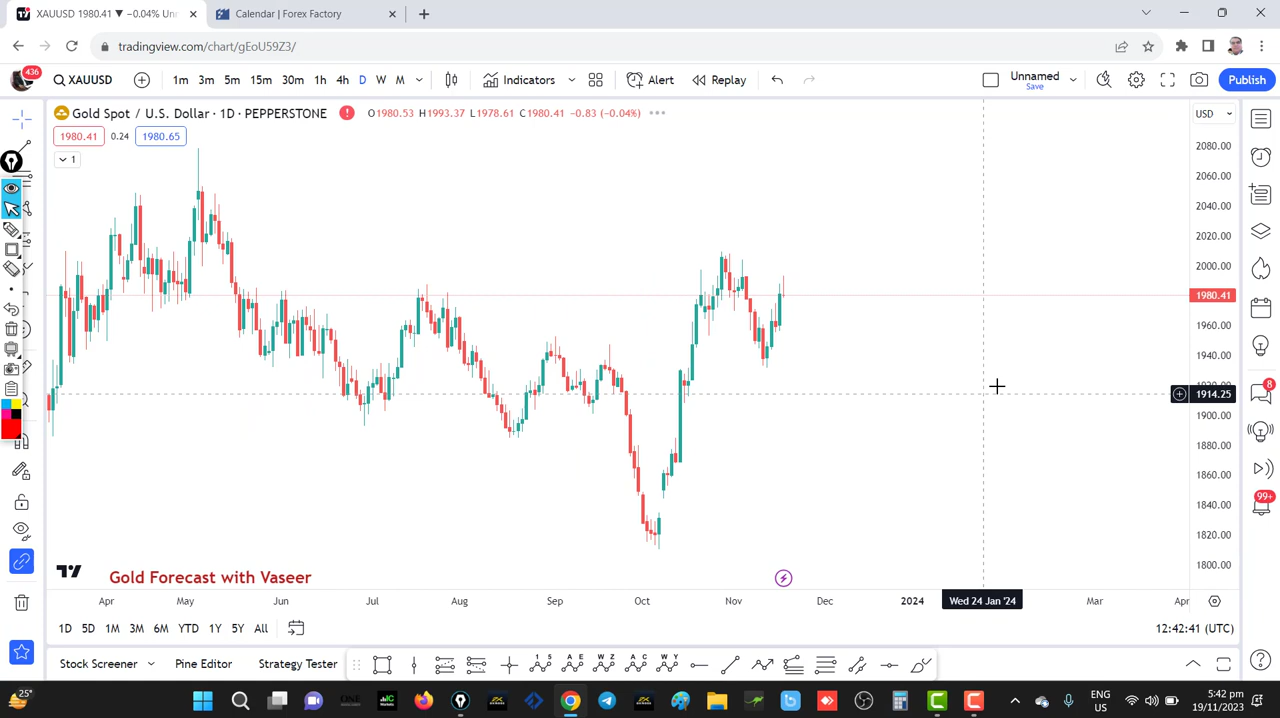 XAUUSD 1980.41 ▼ −0.04% Un
Calendar | Forex Factory
tradingview.com/chart/gEoU59Z3/
436
XAUUSD
1m 3m 5m 15m 30m 1h 4h D W M
Indicators
Alert
Replay
Unnamed
Save
Publish
Gold Spot / U.S. Dollar · 1D · PEPPERSTONE
O1980.53 H1993.37 L1978.61 C1980.41 −0.83 (−0.04%)
USD
1980.41 0.24 1980.65
1
2080.00
2060.00
2040.00
2020.00
2000.00
1980.41
1960.00
1940.00
1914.25
1900.00
1880.00
1860.00
1840.00
1820.00
1800.00
8
99+
Gold Forecast with Vaseer
Apr May Jun Jul Aug Sep Oct Nov Dec 2024 Wed 24 Jan '24 Mar Ap
1D 5D 1M 3M 6M YTD 1Y 5Y All
12:42:41 (UTC)
Stock Screener Pine Editor Strategy Tester
25°
ENG
US
5:42 pm
19/11/2023